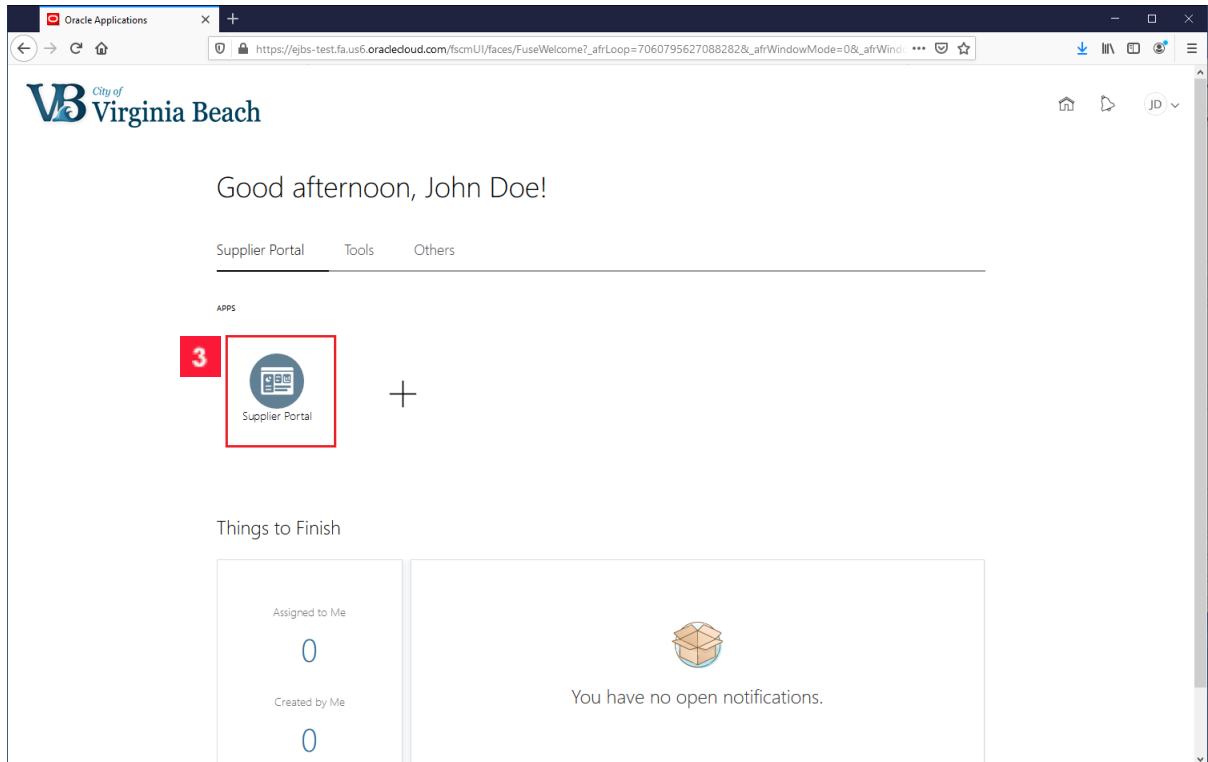 Oracle Applications
https://ejbs-test.fa.us6.oraclecloud.com/fscmUI/faces/FuseWelcome?_afrLoop=7060795627088282&_afrWindowMode=0&_afrWind
VB City of
Virginia Beach
JD
Good afternoon, John Doe!
Supplier Portal Tools Others
APPS
3
Supplier Portal
Things to Finish
Assigned to Me
0
You have no open notifications.
Created by Me
0